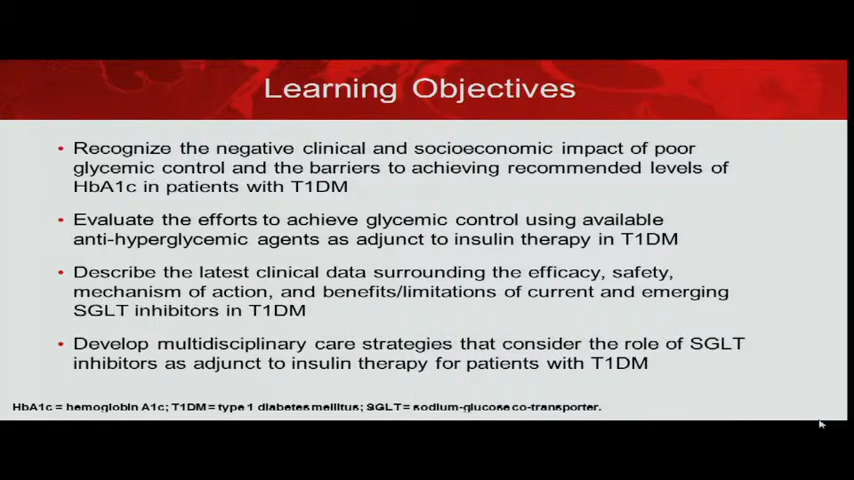 Learning Objectives
• Recognize the negative clinical and socioeconomic impact of poor
glycemic control and the barriers to achieving recommended levels of
HbA1c in patients with T1DM
• Evaluate the efforts to achieve glycemic control using available
anti-hyperglycemic agents as adjunct to insulin therapy in T1DM
• Describe the latest clinical data surrounding the efficacy, safety,
mechanism of action, and benefits/limitations of current and emerging
SGLT inhibitors in T1DM
• Develop multidisciplinary care strategies that consider the role of SGLT
inhibitors as adjunct to insulin therapy for patients with T1DM
HbA1c = hemoglobin A1c; T1DM = type 1 diabetes mellitus; SGLT = sodium-glucose co-transporter.